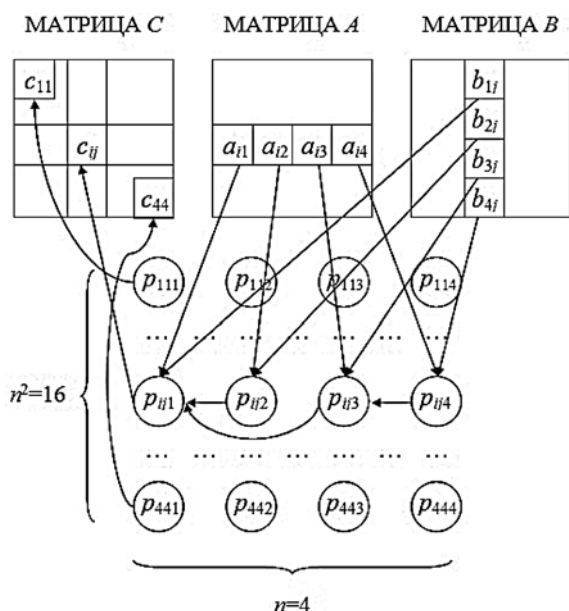 МАТРИЦА C МАТРИЦА A МАТРИЦА B
c11 b1j
b2j
cij ai1 ai2 ai3 ai4 b3j
c44 b4j
p111 p112 p113 p114
... ... ... ... ... ... ...
n²=16 pij1 pij2 pij3 pij4
... ... ... ... ... ... ...
p441 p442 p443 p444
n=4